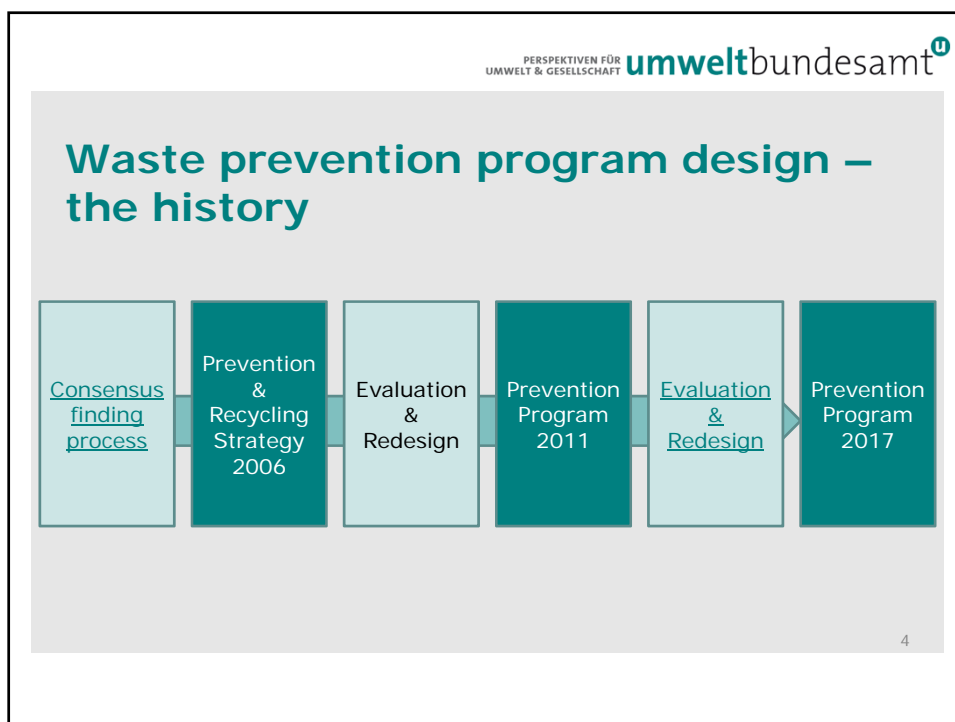 PERSPEKTIVEN FÜR
UMWELT & GESELLSCHAFT umweltbundesamt u
Waste prevention program design –
the history
Consensus
finding
process
Prevention
&
Recycling
Strategy
2006
Evaluation
&
Redesign
Prevention
Program
2011
Evaluation
&
Redesign
Prevention
Program
2017
4